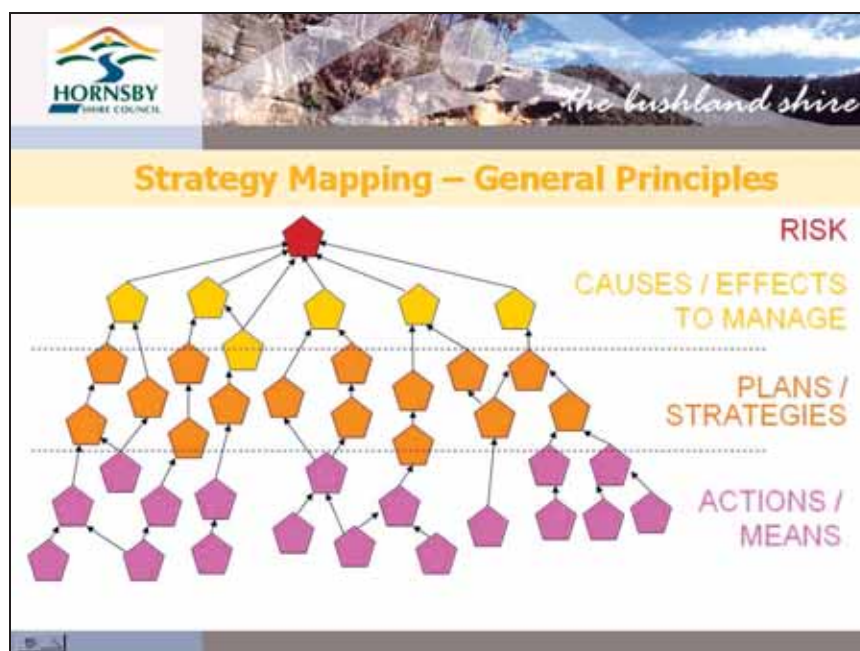 HORNSBY
SHIRE COUNCIL
the bushland shire
Strategy Mapping – General Principles
RISK
CAUSES / EFFECTS
TO MANAGE
PLANS /
STRATEGIES
ACTIONS /
MEANS